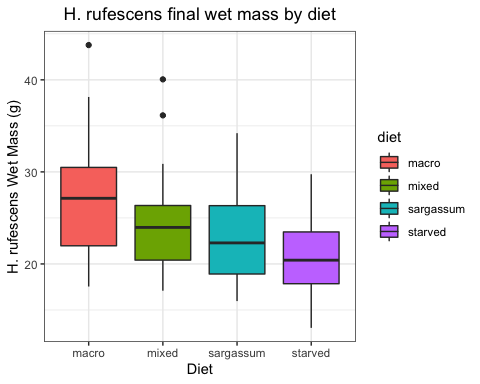 H. rufescens final wet mass by diet
H. rufescens Wet Mass (g)
40
30
20
macro mixed sargassum starved
Diet
diet
macro
mixed
sargassum
starved